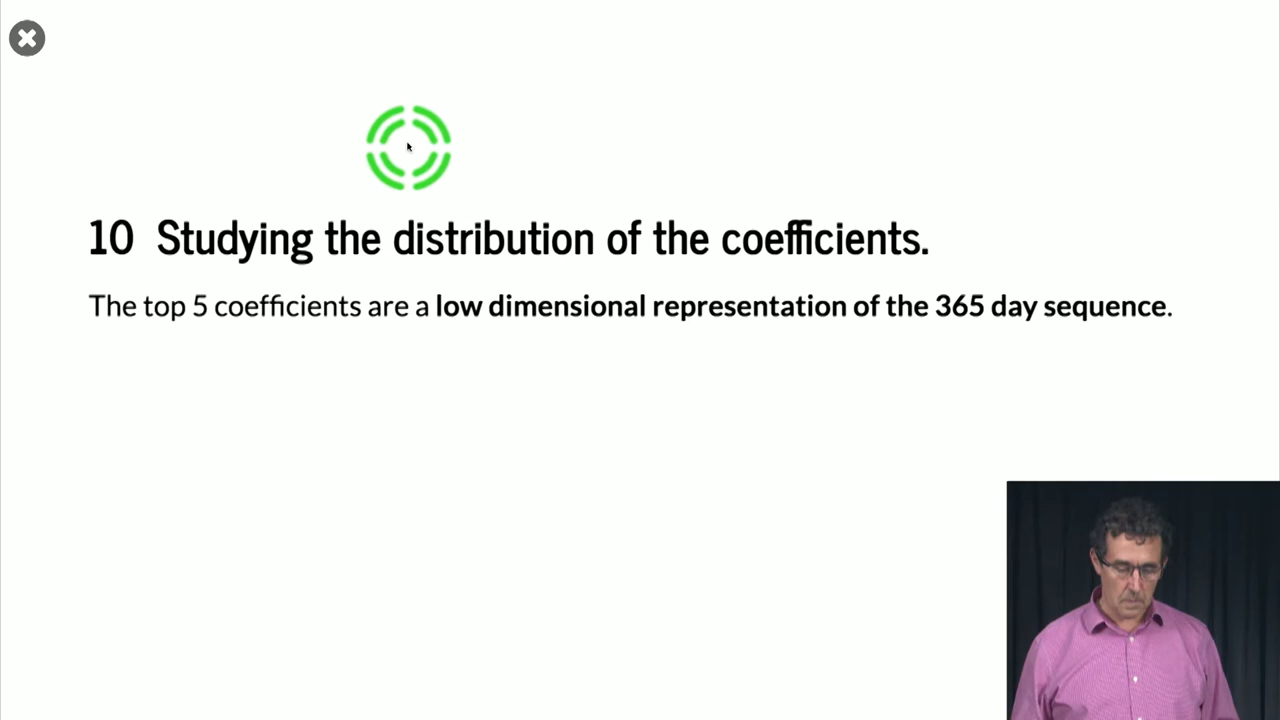 10 Studying the distribution of the coefficients.
The top 5 coefficients are a low dimensional representation of the 365 day sequence.